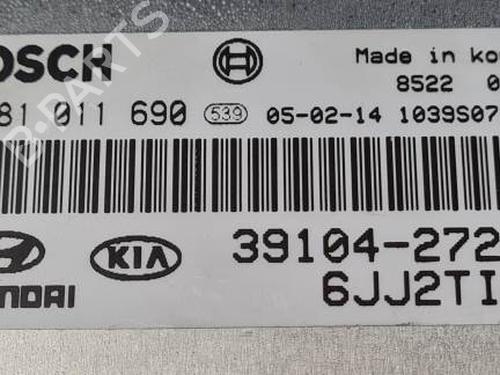 OSCH Made in ko
8522 0
81 011 690 539 05-02-14 1039S07
B-PARTS
KIA 39104-272
NDAI 6JJ2TI